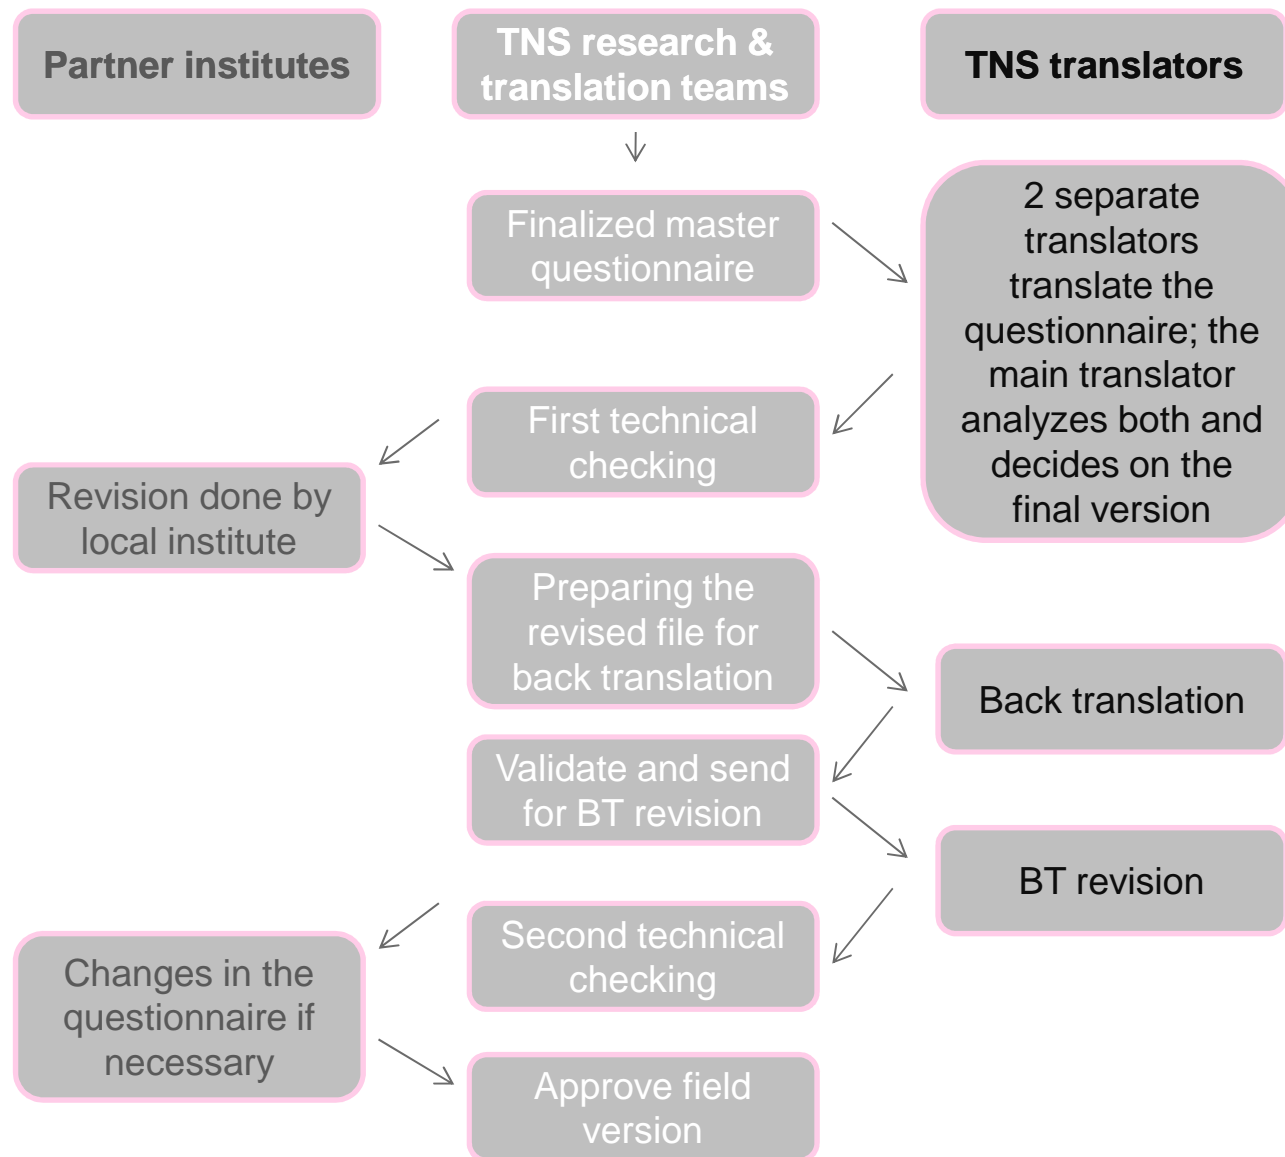 Partner institutes
TNS research &
translation teams
TNS translators
Finalized master
questionnaire
2 separate
translators
translate the
questionnaire; the
main translator
analyzes both and
decides on the
final version
First technical
checking
Revision done by
local institute
Preparing the
revised file for
back translation
Back translation
Validate and send
for BT revision
BT revision
Second technical
checking
Changes in the
questionnaire if
necessary
Approve field
version